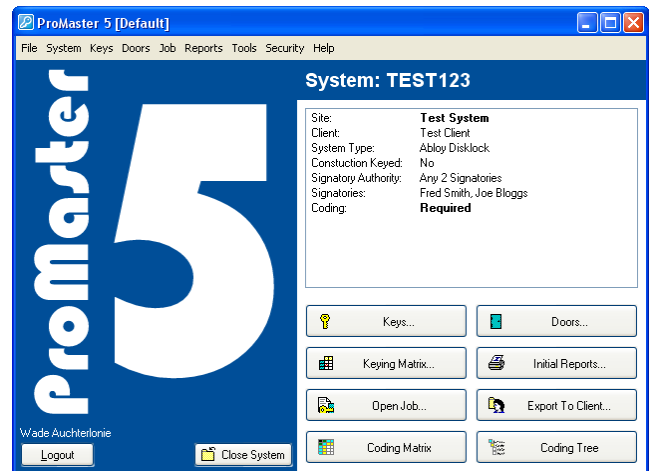 ProMaster 5 [Default]
File System Keys Doors Job Reports Tools Security Help
ProMaster
5
System: TEST123
Site: Test System
Client: Test Client
System Type: Abloy Disklock
Constuction Keyed: No
Signatory Authority: Any 2 Signatories
Signatories: Fred Smith, Joe Bloggs
Coding: Required
Keys... Doors...
Keying Matrix... Initial Reports...
Open Job... Export To Client...
Coding Matrix Coding Tree
Wade Auchterlonie
Logout Close System